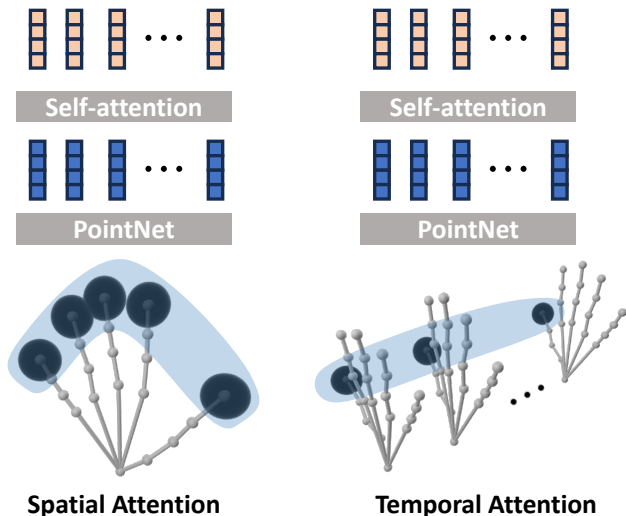 Self-attention
Self-attention
PointNet
PointNet
Spatial Attention
Temporal Attention